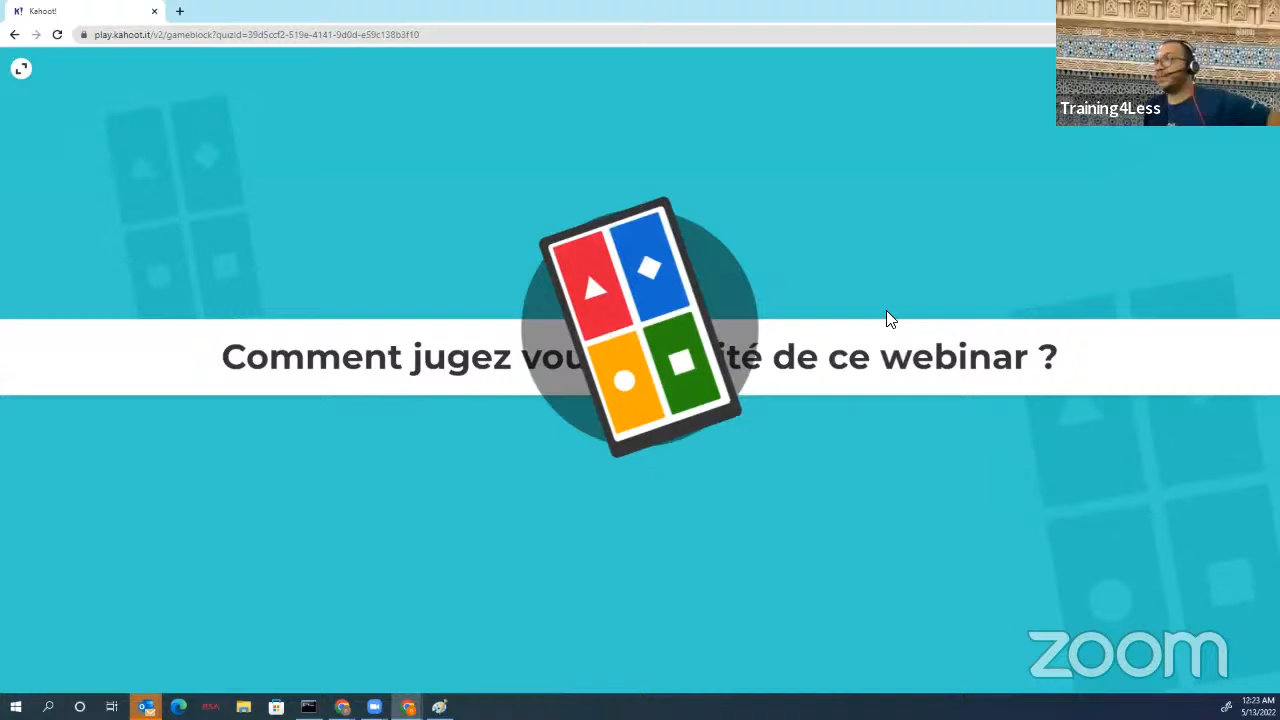 K! Kahoot!
play.kahoot.it/v2/gameblock?quizId=39d5ccf2-519e-4141-9d0d-e59c138b3f10
Training4Less
Comment jugez vou ité de ce webinar ?
zoom
RSA
12:23 AM
5/13/2022